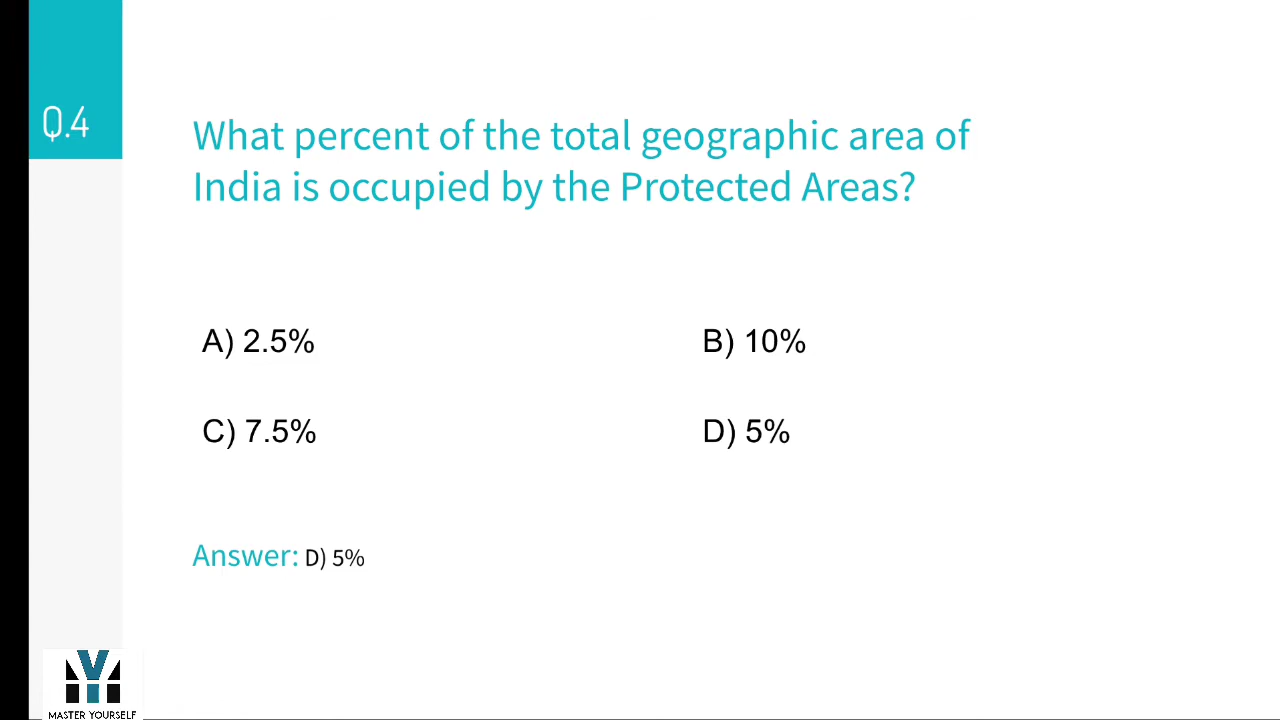 Q.4
What percent of the total geographic area of
India is occupied by the Protected Areas?
A) 2.5%
B) 10%
C) 7.5%
D) 5%
Answer: D) 5%
MASTER YOURSELF